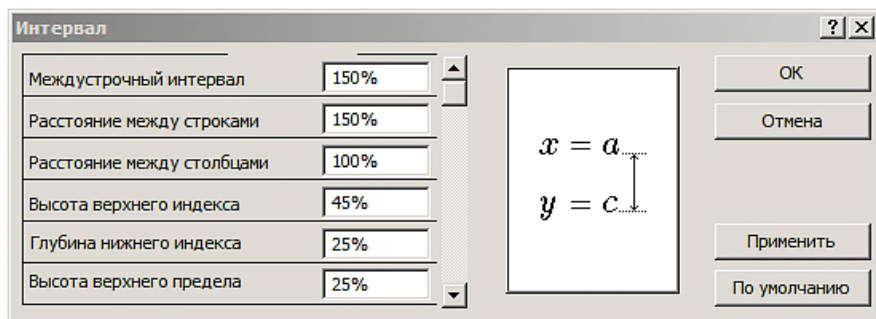 Интервал
Междустрочный интервал 150%
Расстояние между строками 150%
Расстояние между столбцами 100%
Высота верхнего индекса 45%
Глубина нижнего индекса 25%
Высота верхнего предела 25%
x = a
y = c
ОК
Отмена
Применить
По умолчанию